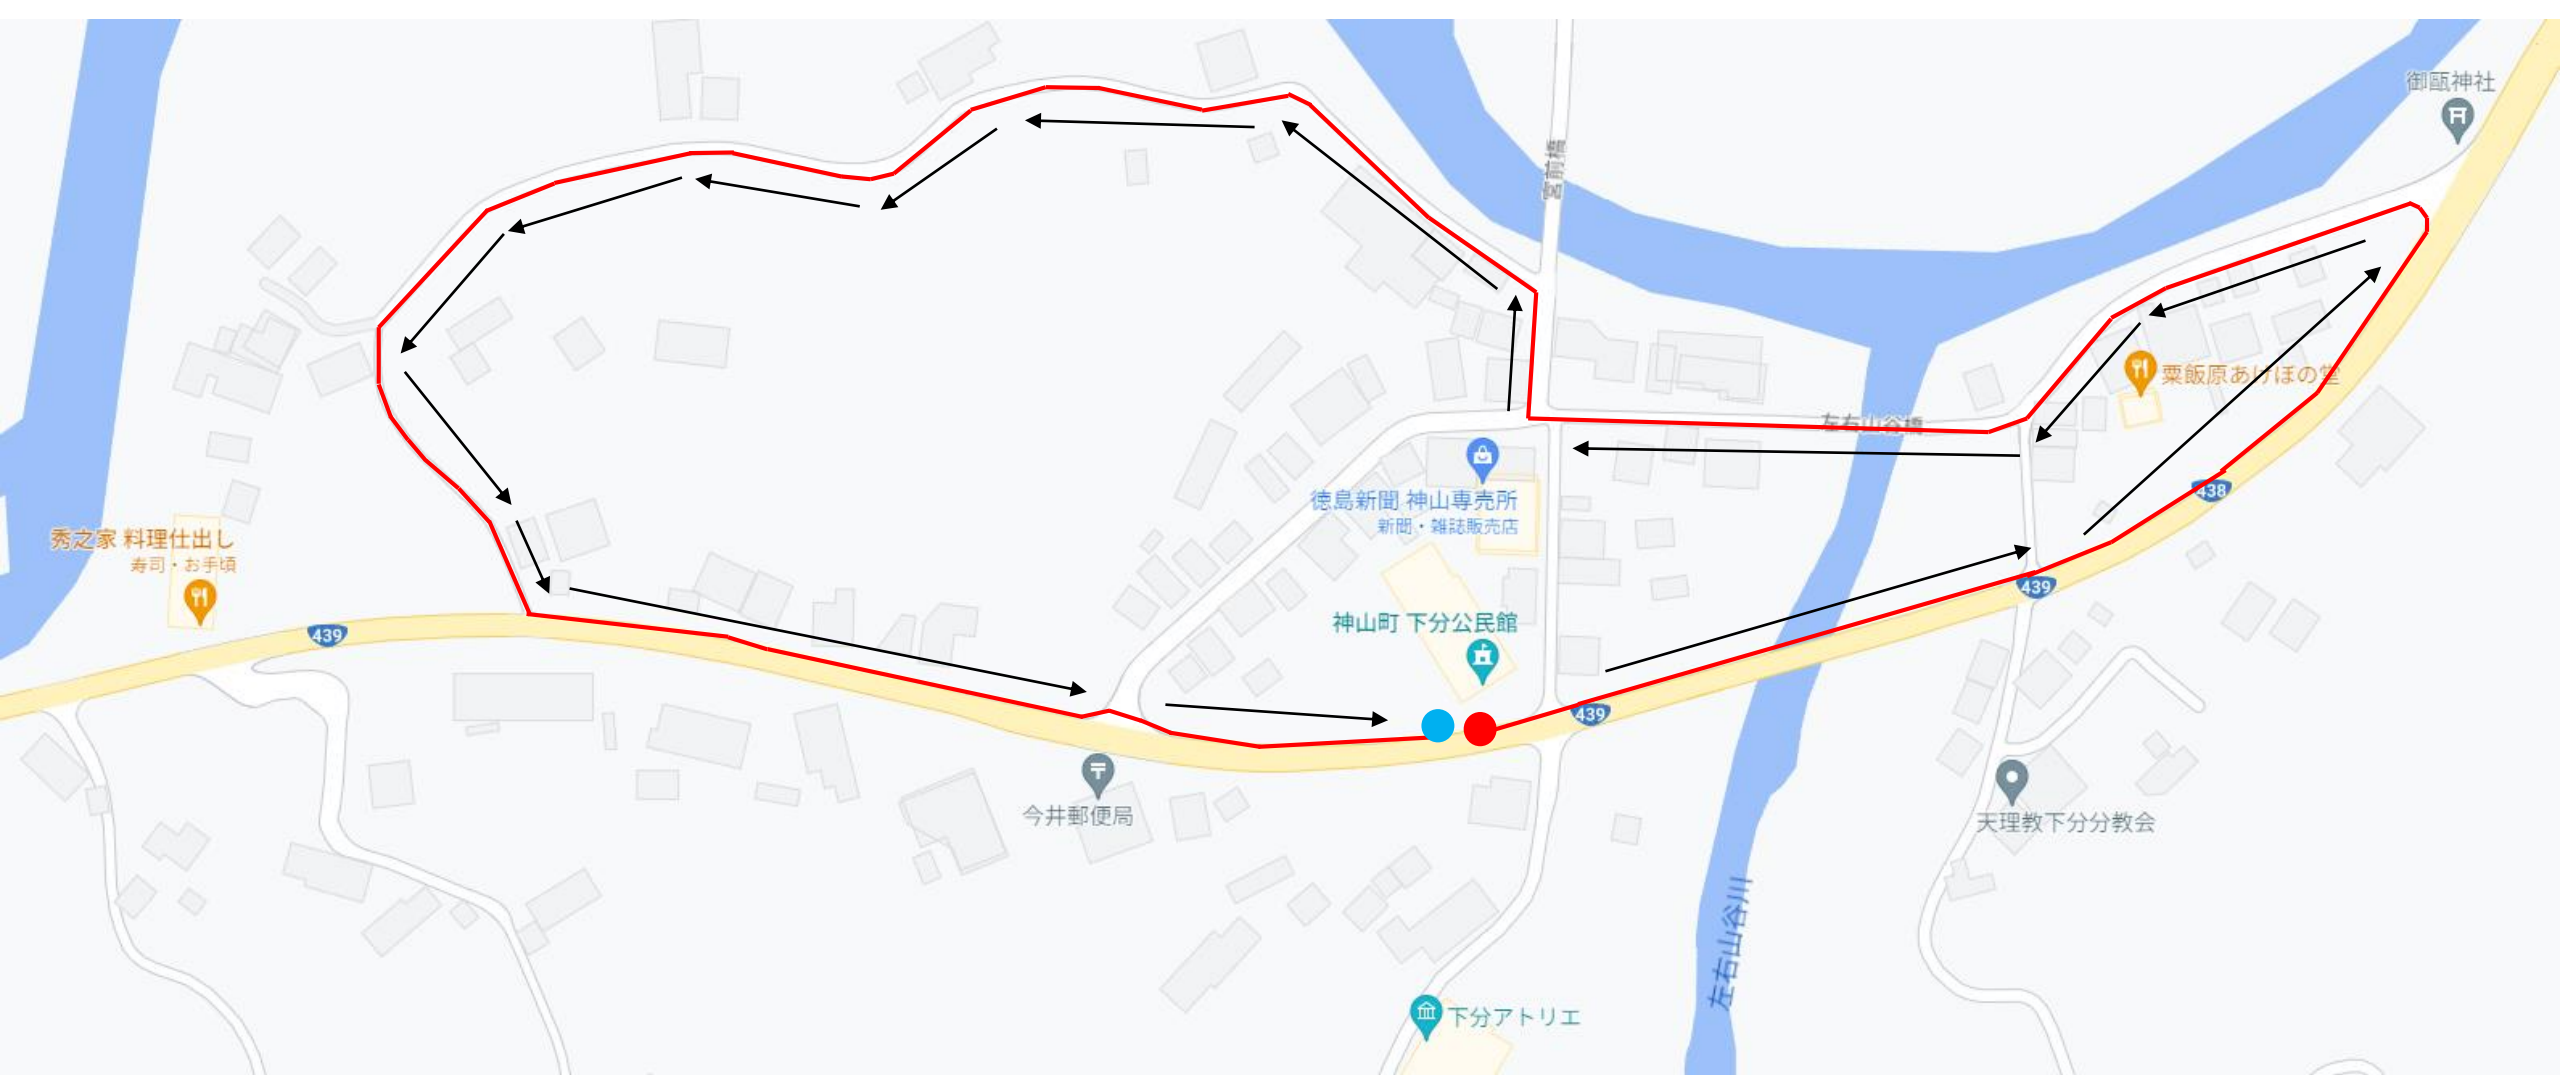 御甌神社
宮前橋
粟飯原あけぼの堂
左右山谷橋
徳島新聞 神山専売所
新聞・雑誌販売店
438
秀之家 料理仕出し
寿司・お手頃
439
439
神山町 下分公民館
439
今井郵便局
天理教下分分教会
左右山谷川
下分アトリエ